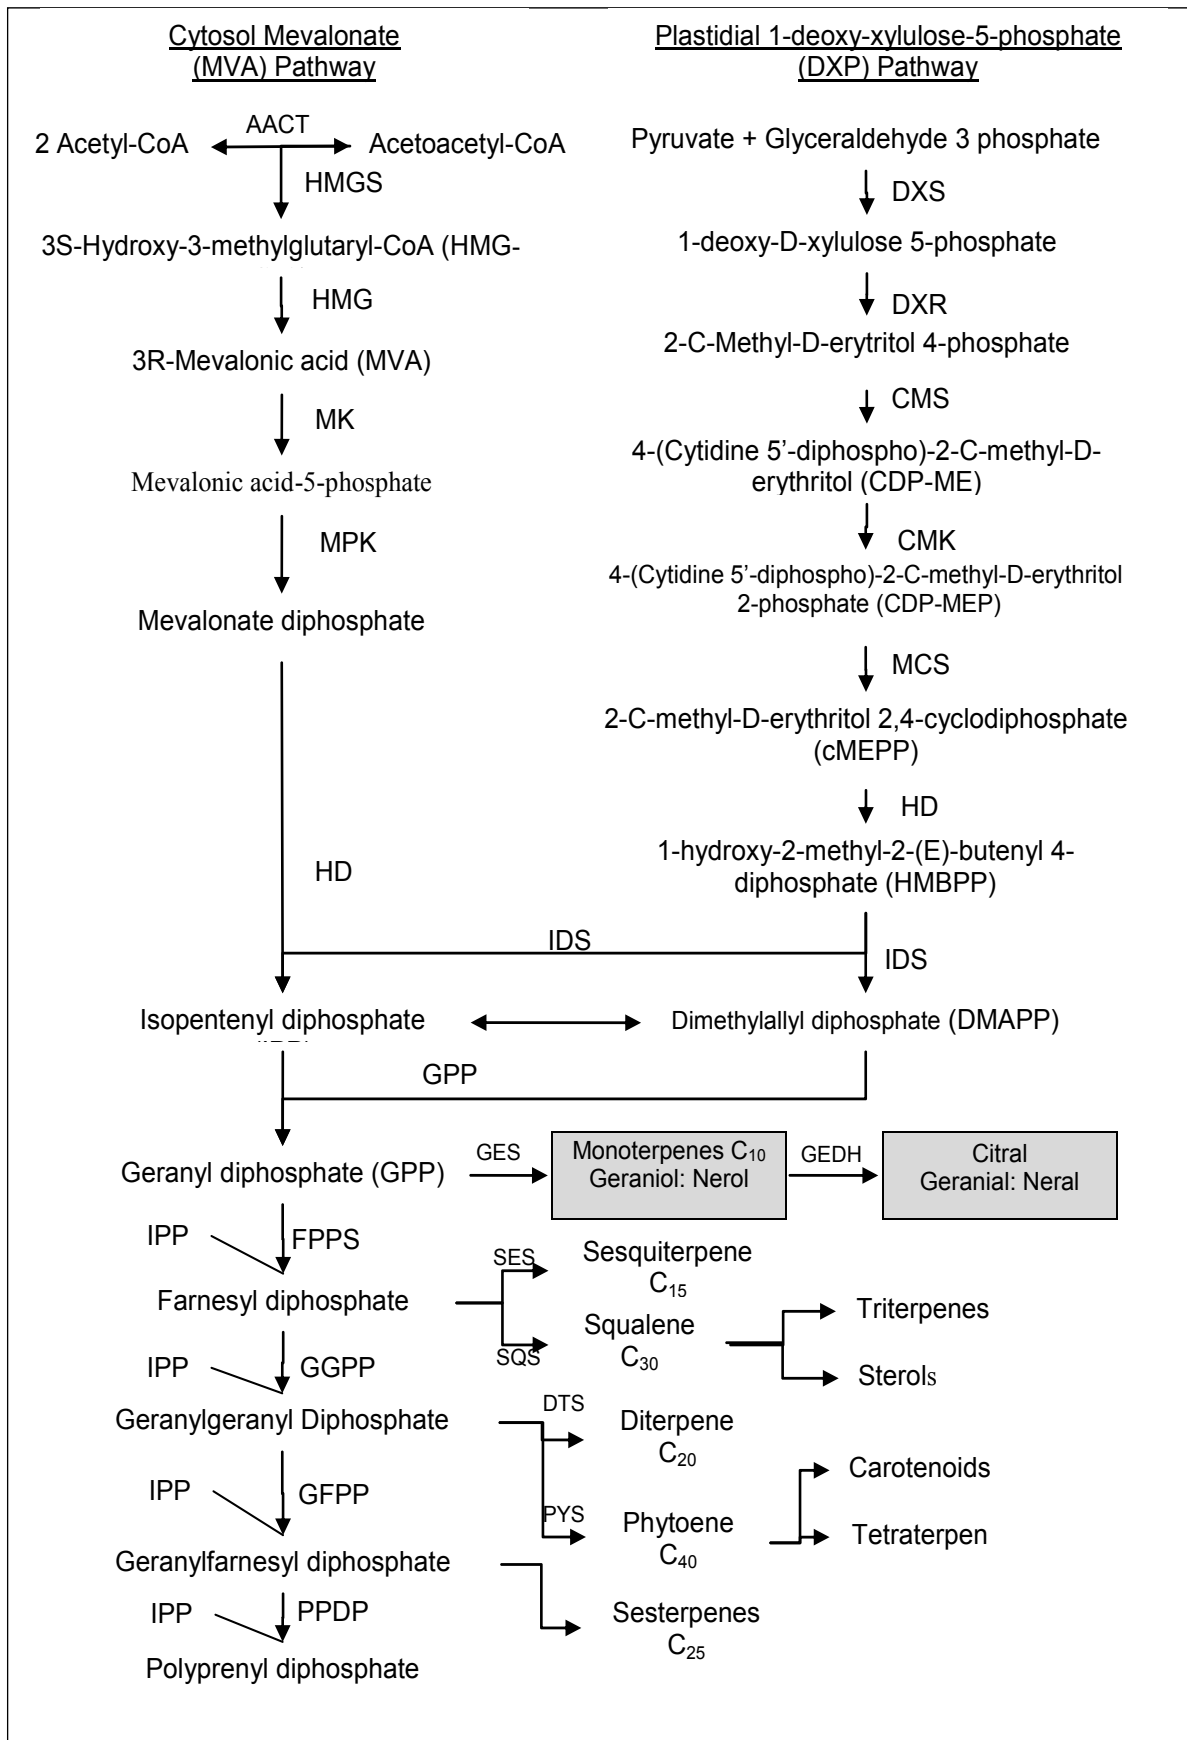 Cytosol Mevalonate
(MVA) Pathway
Plastidial 1-deoxy-xylulose-5-phosphate
(DXP) Pathway
AACT
2 Acetyl-CoA
Acetoacetyl-CoA
HMGS
3S-Hydroxy-3-methylglutaryl-CoA (HMG-
HMG
3R-Mevalonic acid (MVA)
MK
Mevalonic acid-5-phosphate
MPK
Mevalonate diphosphate
HD
Pyruvate + Glyceraldehyde 3 phosphate
DXS
1-deoxy-D-xylulose 5-phosphate
DXR
2-C-Methyl-D-erytritol 4-phosphate
CMS
4-(Cytidine 5’-diphospho)-2-C-methyl-D-
erythritol (CDP-ME)
CMK
4-(Cytidine 5’-diphospho)-2-C-methyl-D-erythritol
2-phosphate (CDP-MEP)
MCS
2-C-methyl-D-erythritol 2,4-cyclodiphosphate
(cMEPP)
HD
1-hydroxy-2-methyl-2-(E)-butenyl 4-
diphosphate (HMBPP)
IDS
IDS
Isopentenyl diphosphate
Dimethylallyl diphosphate (DMAPP)
GPP
Geranyl diphosphate (GPP)
GES
Monoterpenes C10
Geraniol: Nerol
GEDH
Citral
Geranial: Neral
IPP
FPPS
Farnesyl diphosphate
SES
Sesquiterpene
C15
SQS
Squalene
C30
Triterpenes
Sterols
IPP
GGPP
Geranylgeranyl Diphosphate
DTS
Diterpene
C20
PYS
Phytoene
C40
Carotenoids
Tetraterpen
IPP
GFPP
Geranylfarnesyl diphosphate
Sesterpenes
C25
IPP
PPDP
Polyprenyl diphosphate